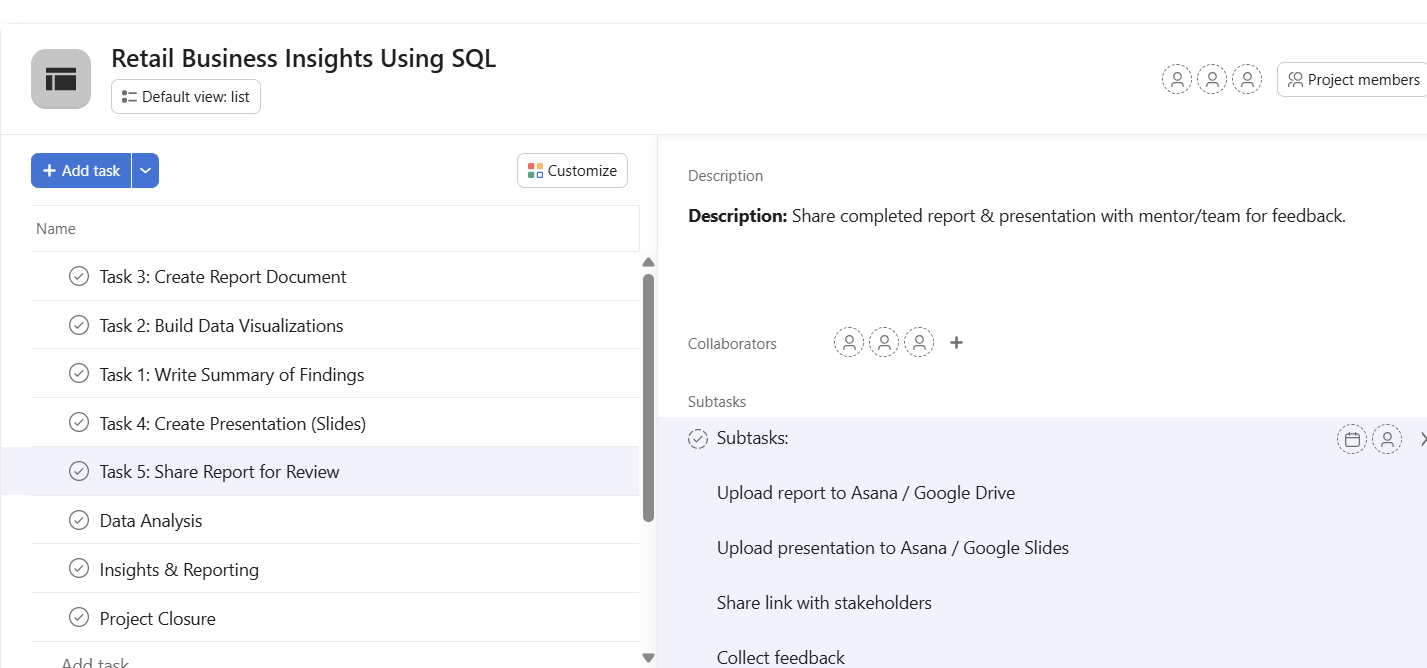 Retail Business Insights Using SQL
Default view: list
Project members
Add task
Customize
Name
Task 3: Create Report Document
Task 2: Build Data Visualizations
Task 1: Write Summary of Findings
Task 4: Create Presentation (Slides)
Task 5: Share Report for Review
Data Analysis
Insights & Reporting
Project Closure
Add task
Description
Description: Share completed report & presentation with mentor/team for feedback.
Collaborators
Subtasks
Subtasks:
Upload report to Asana / Google Drive
Upload presentation to Asana / Google Slides
Share link with stakeholders
Collect feedback